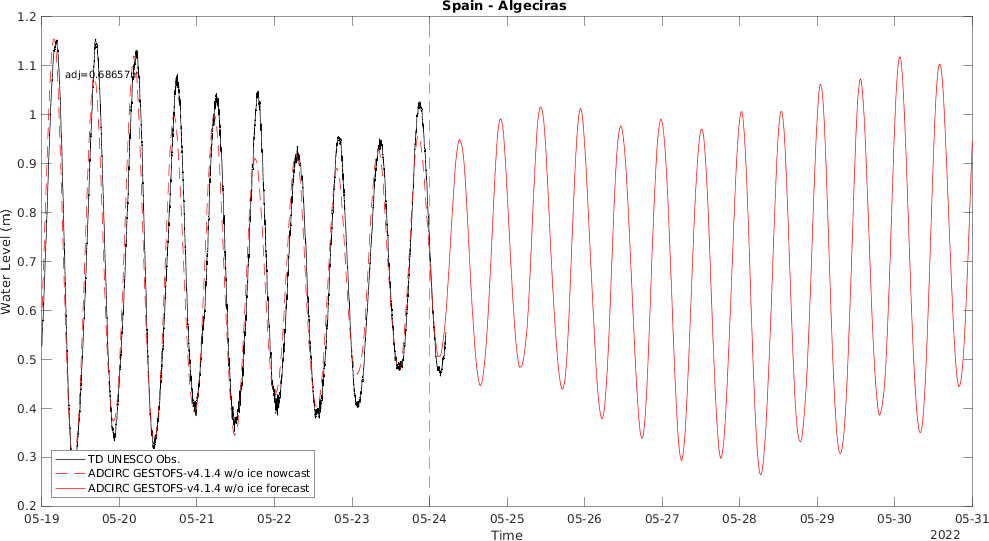 Spain - Algeciras
1.2
1.1
1
0.9
0.8
0.7
0.6
0.5
0.4
0.3
0.2
Water Level (m)
adj=0.68657m
TD UNESCO Obs.
ADCIRC GESTOFS-v4.1.4 w/o ice nowcast
ADCIRC GESTOFS-v4.1.4 w/o ice forecast
05-19 05-20 05-21 05-22 05-23 05-24 05-25 05-26 05-27 05-28 05-29 05-30 05-31
Time
2022